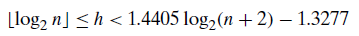 ⌊log₂ n⌋ ≤ h < 1.4405 log₂(n + 2) − 1.3277